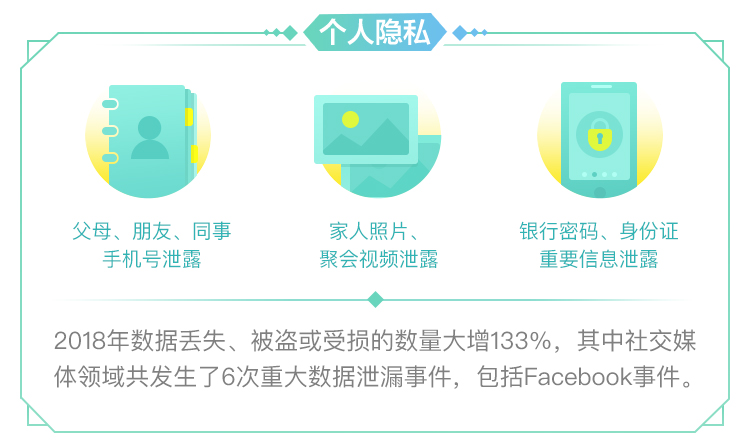 个人隐私
父母、朋友、同事
手机号泄露
家人照片、
聚会视频泄露
银行密码、身份证
重要信息泄露
2018年数据丢失、被盗或受损的数量大增133%，其中社交媒
体领域共发生了6次重大数据泄漏事件，包括Facebook事件。